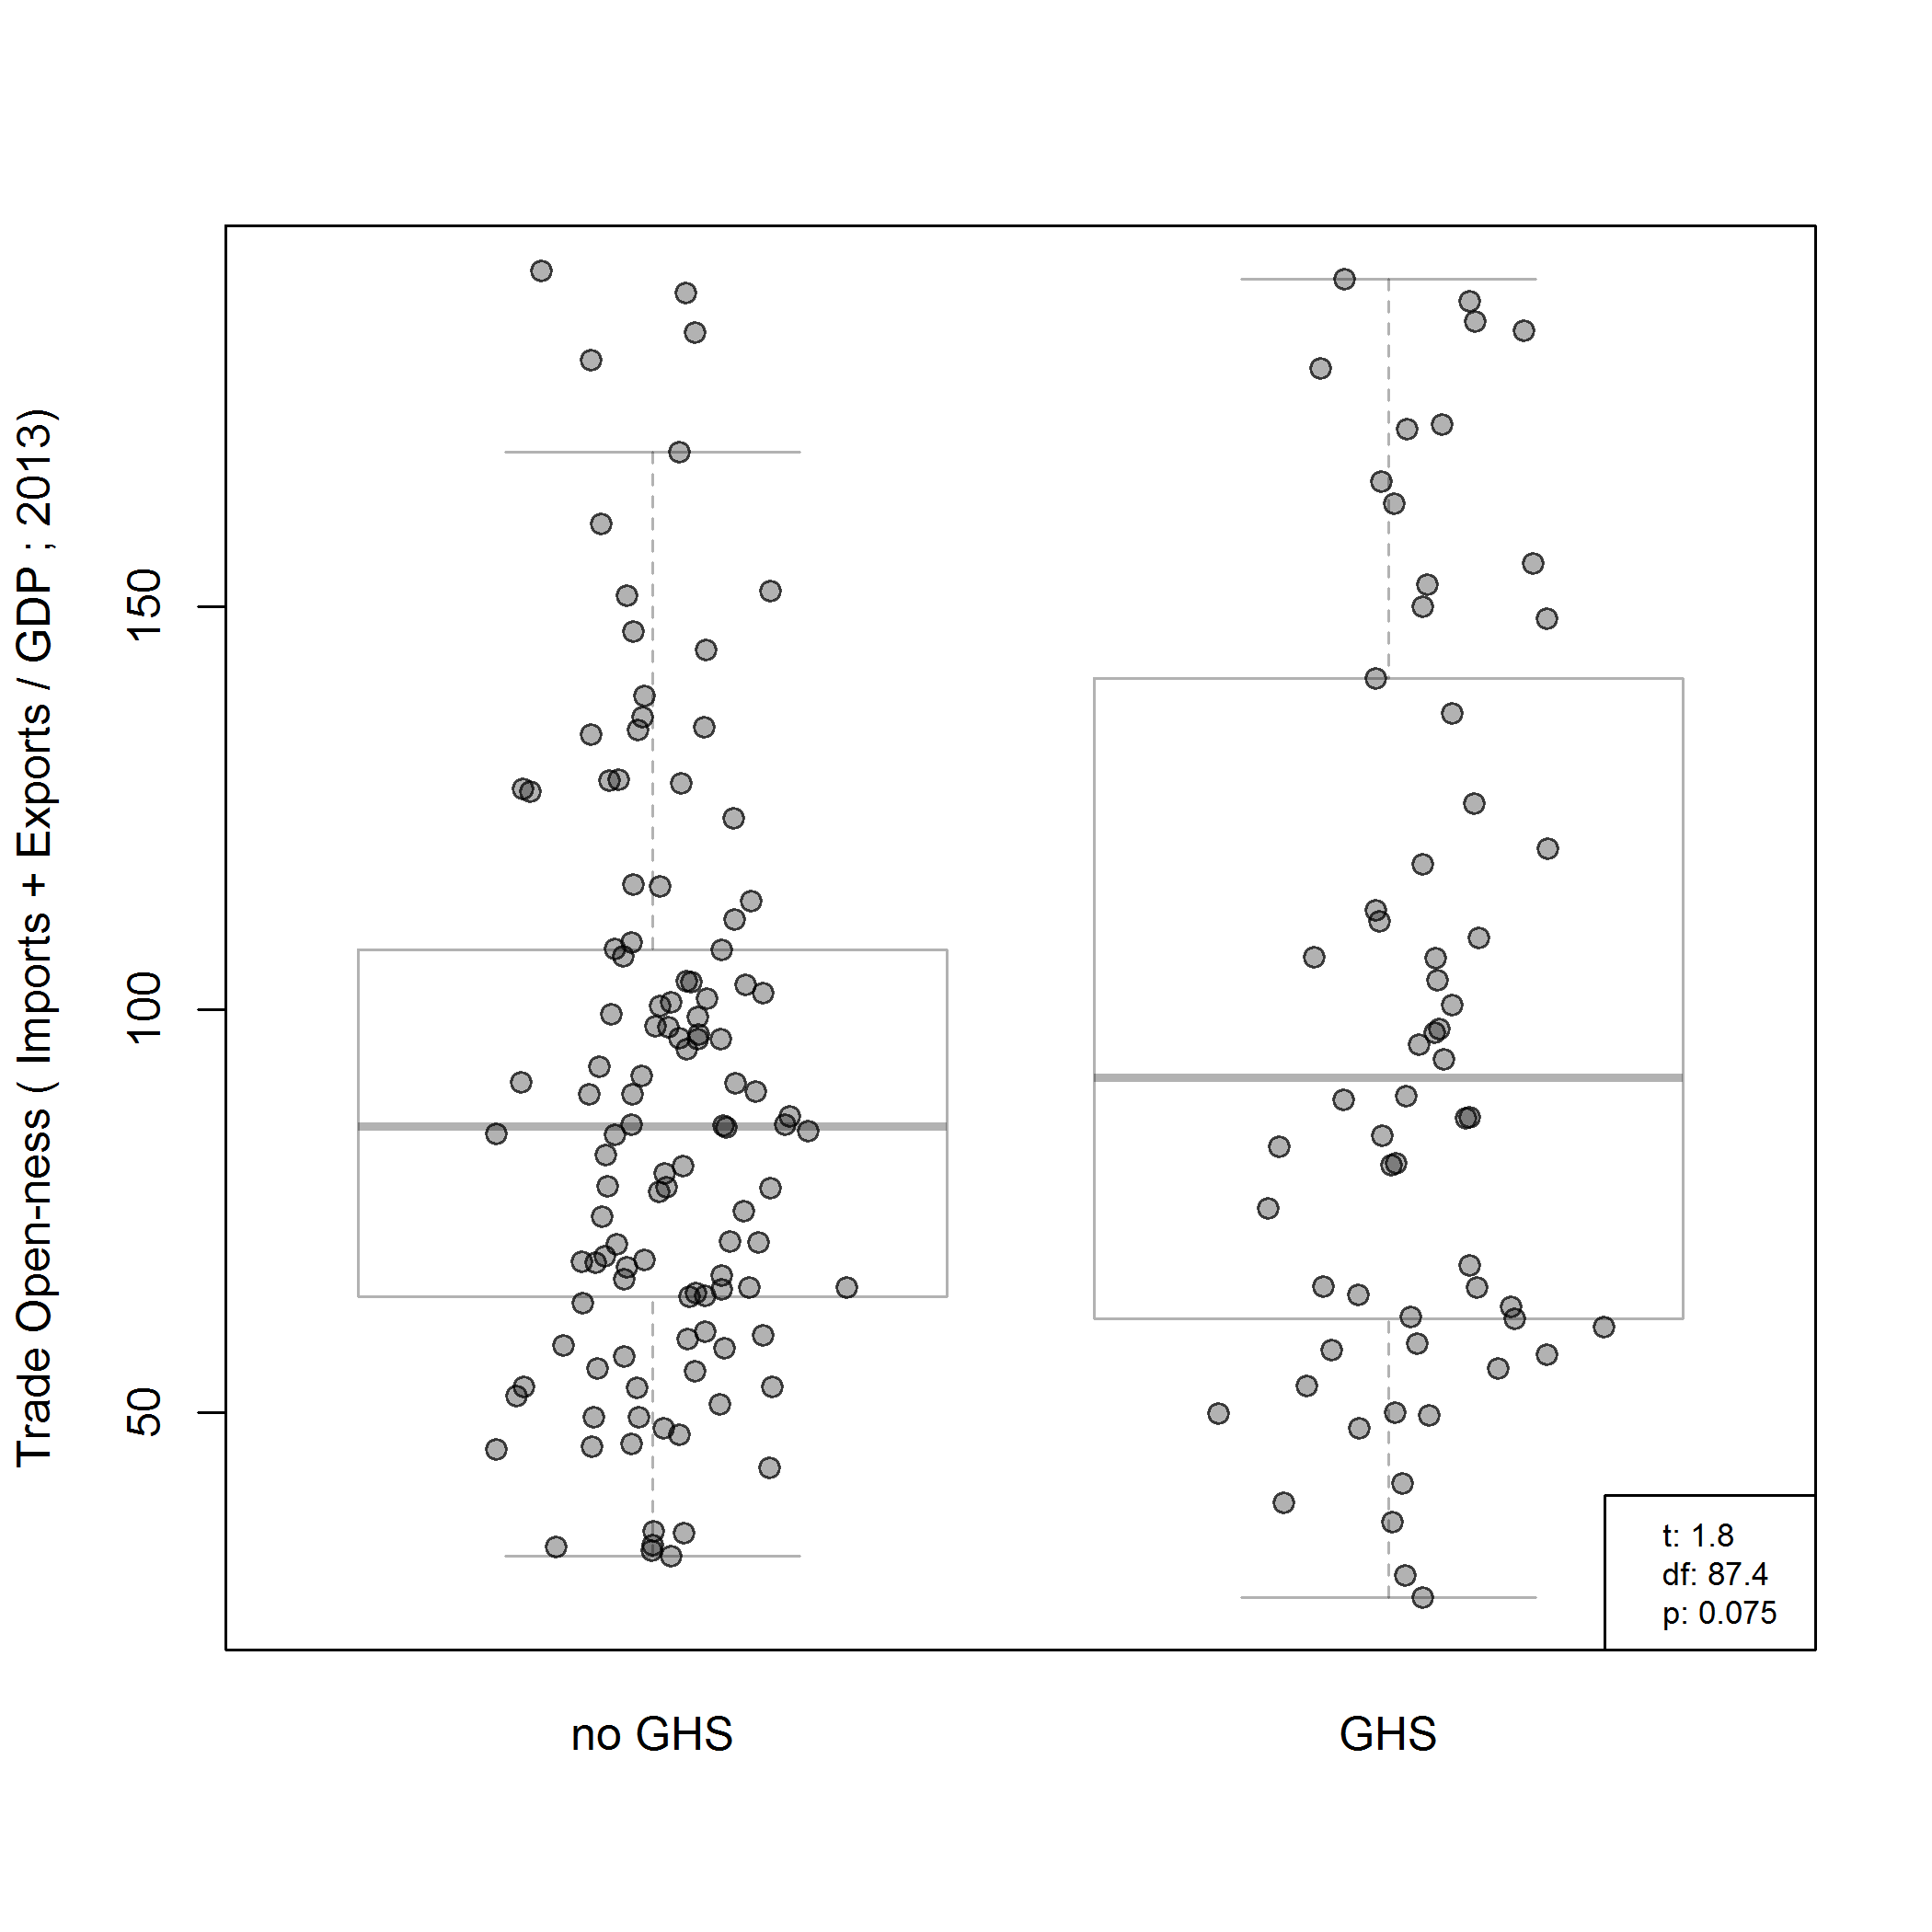 Trade Open-ness ( Imports + Exports / GDP ; 2013)
150
100
50
t: 1.8
df: 87.4
p: 0.075
no GHS
GHS